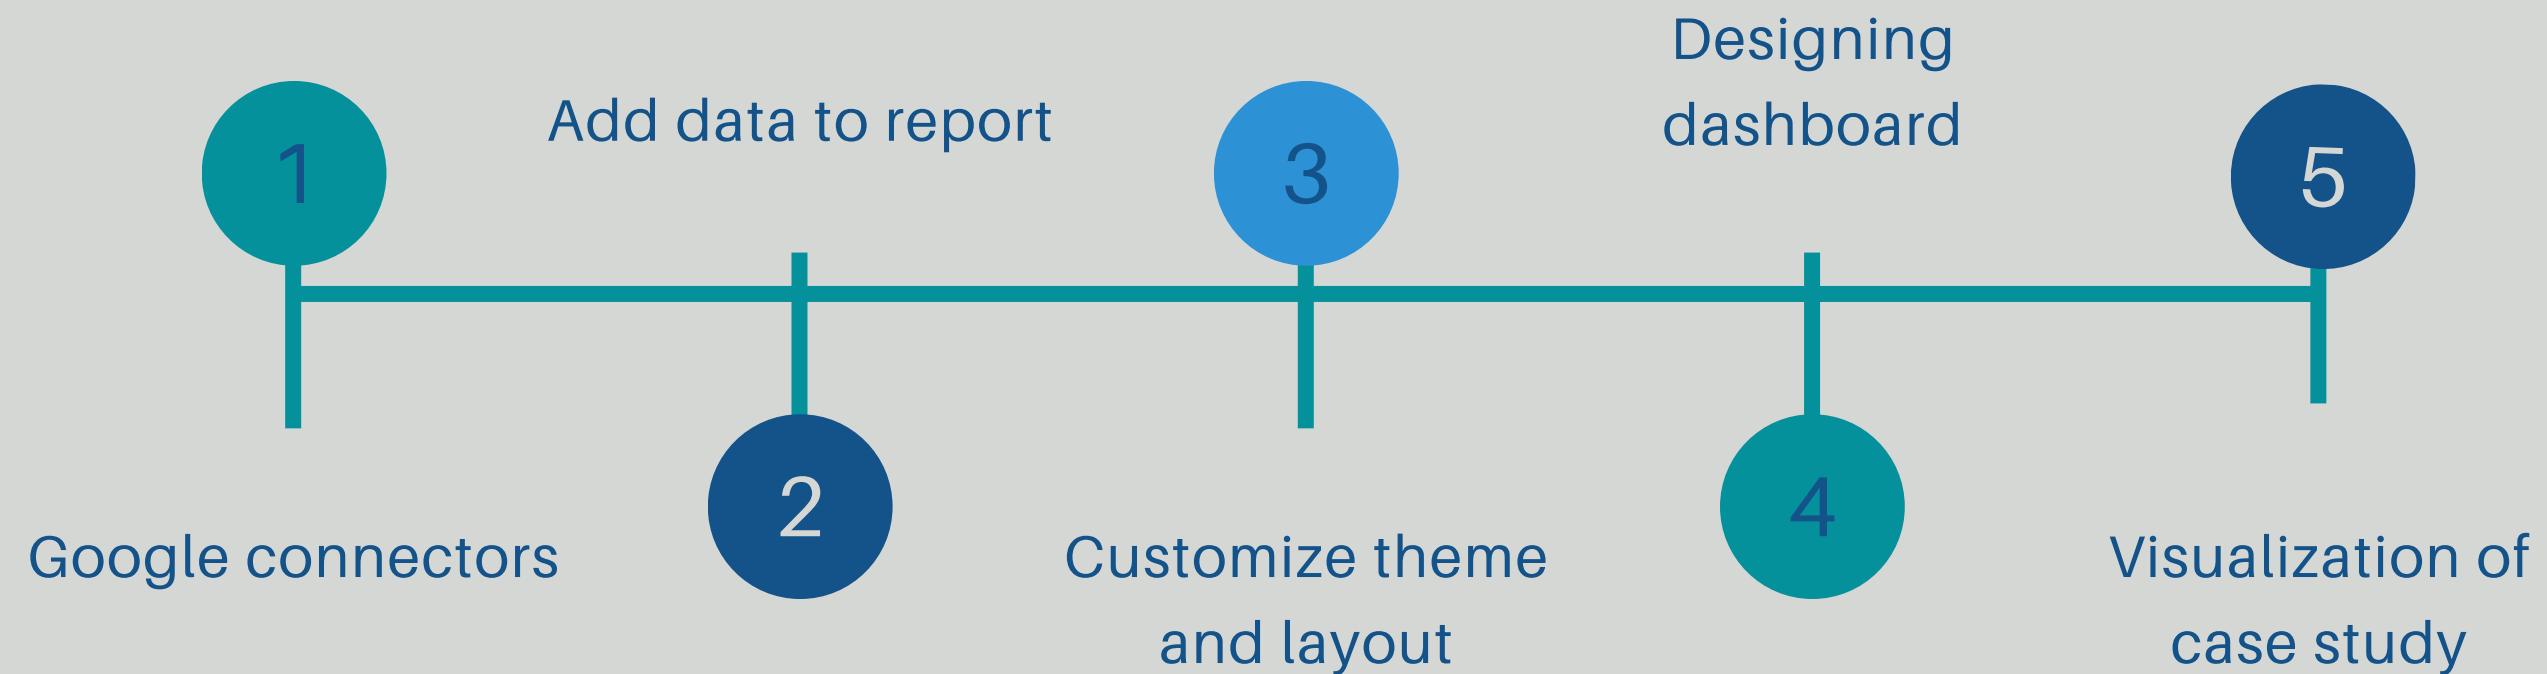 1
Google connectors
Add data to report
2
3
Customize theme
and layout
Designing
dashboard
4
5
Visualization of
case study